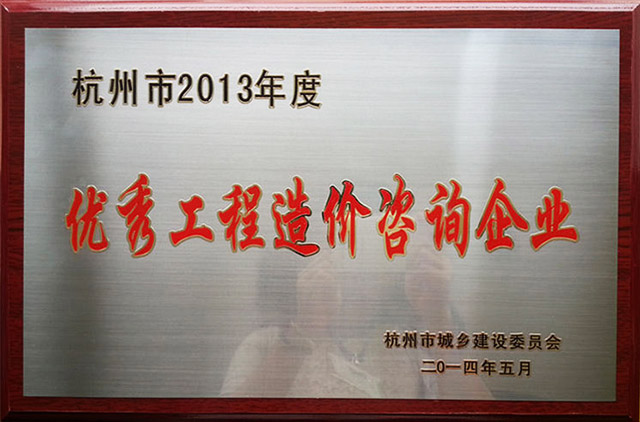 杭州市2013年度
优秀工程造价咨询企业
杭州市城乡建设委员会
二〇一四年五月